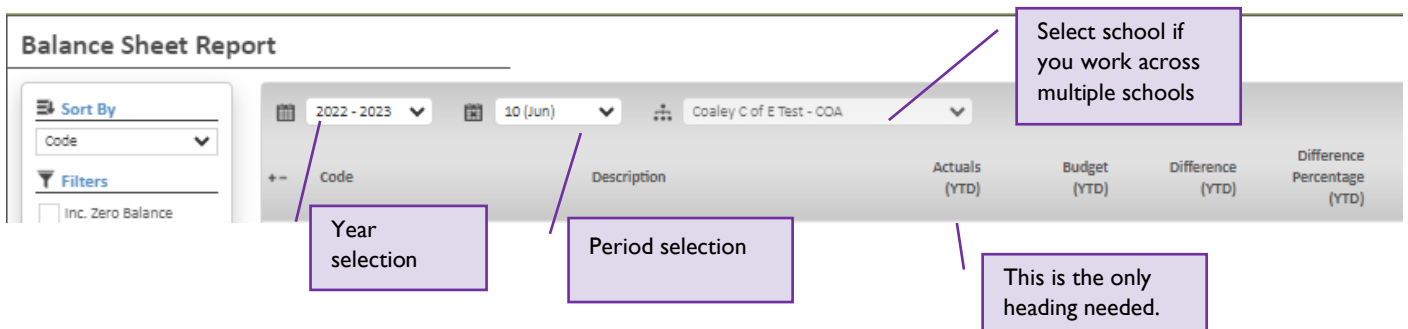 Balance Sheet Report
Select school if
you work across
multiple schools
Sort By
Code
Filters
Inc. Zero Balance
2022 - 2023
10 (Jun)
Coaley C of E Test - COA
+ -
Code
Description
Actuals
(YTD)
Budget
(YTD)
Difference
(YTD)
Difference
Percentage
(YTD)
Year
selection
Period selection
This is the only
heading needed.